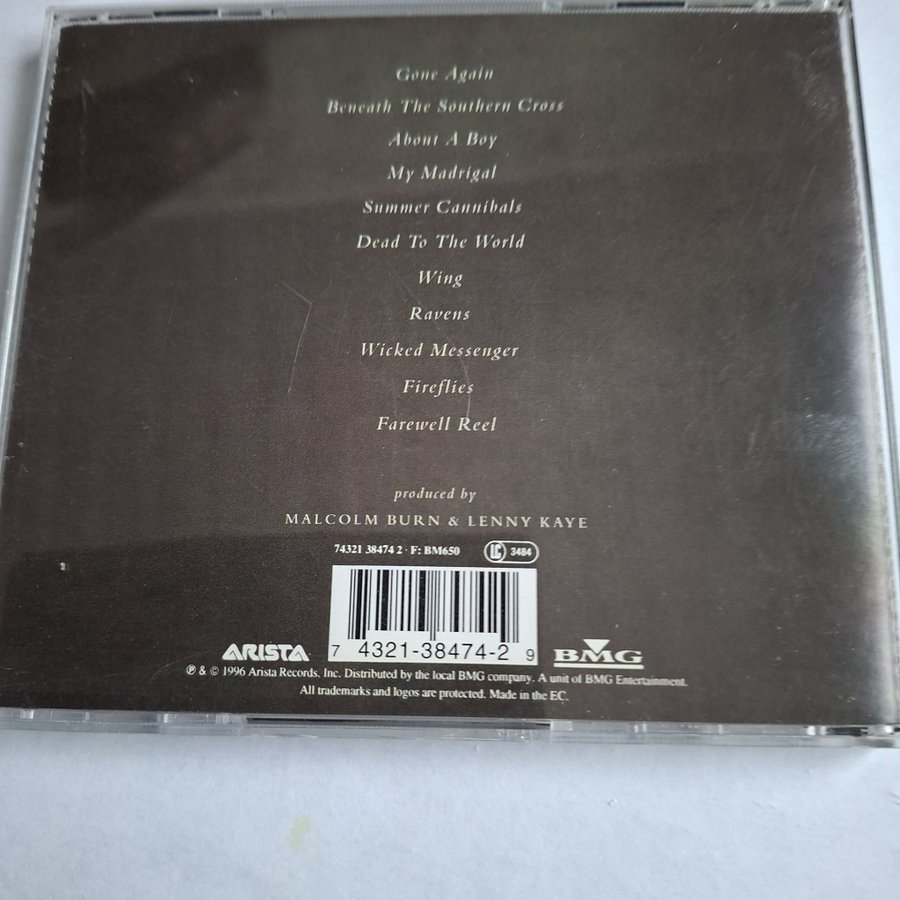 Gone Again
Beneath The Southern Cross
About A Boy
My Madrigal
Summer Cannibals
Dead To The World
Wing
Ravens
Wicked Messenger
Fireflies
Farewell Reel
produced by
MALCOLM BURN & LENNY KAYE
74321 38474 2 · F: BM650 LC 3484
7 4321-38474-2 9
ARISTA BMG
℗ & © 1996 Arista Records, Inc. Distributed by the local BMG company. A unit of BMG Entertainment.
All trademarks and logos are protected. Made in the EC.